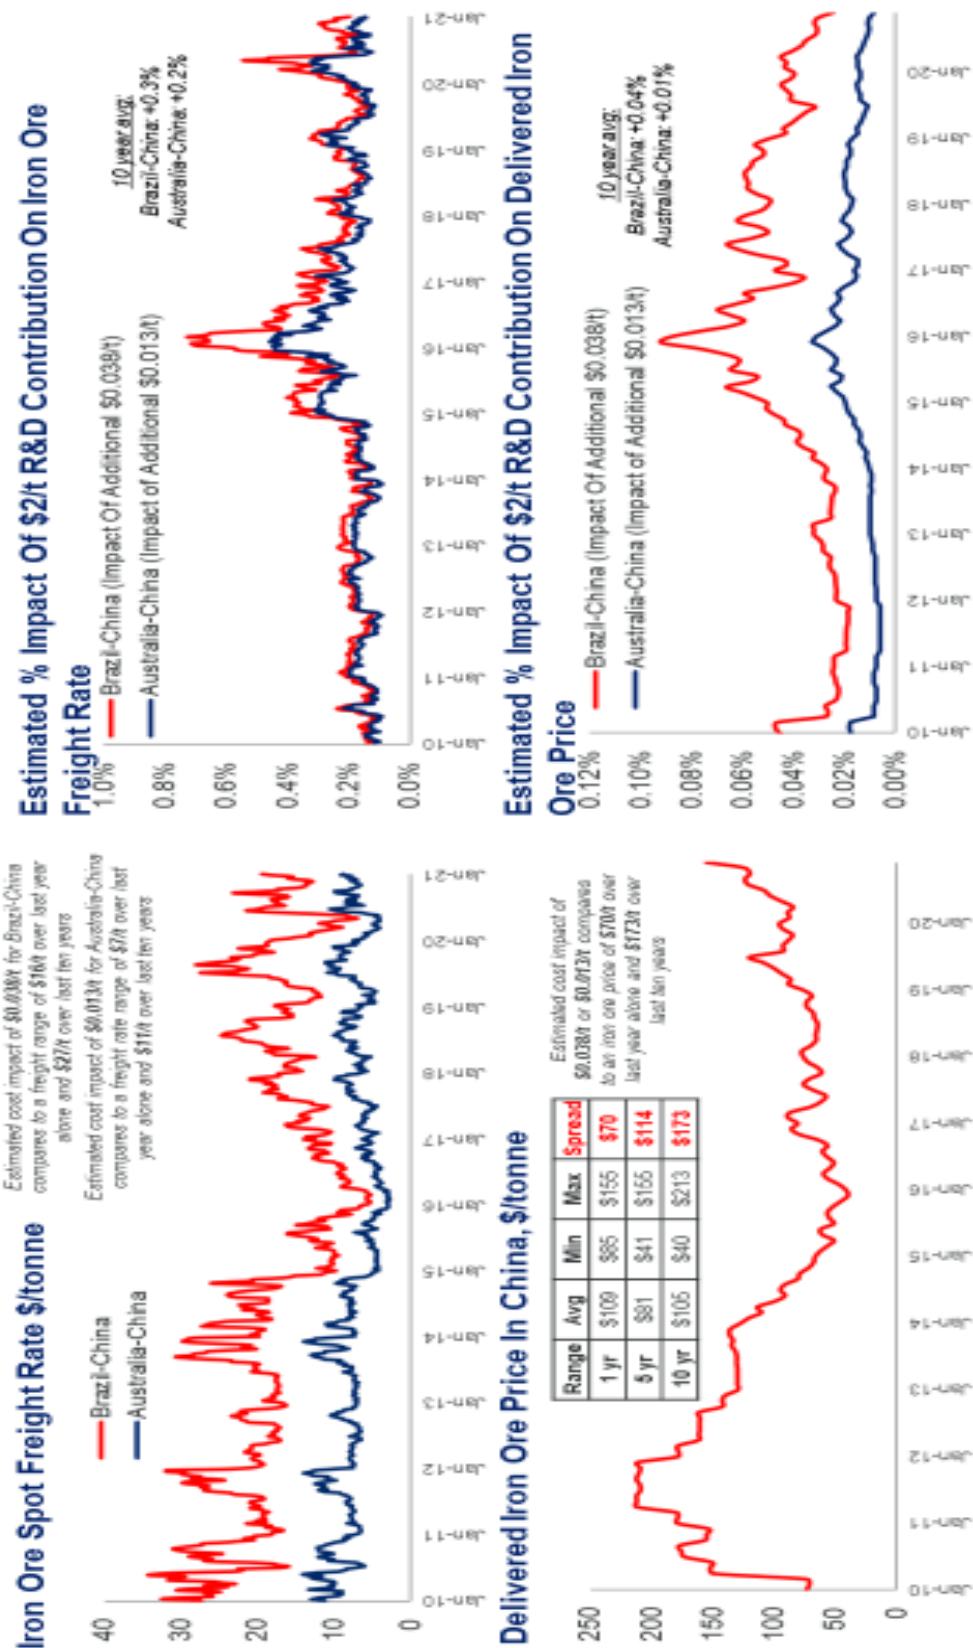 Iron Ore Spot Freight Rate $/tonne
Estimated cost impact of $0.038/t for Brazil-China
compares to a freight range of $16/t over last year
alone and $27/t over last ten years
Estimated cost impact of $0.013/t for Australia-China
compares to a freight rate range of $7/t over last
year alone and $11/t over last ten years
Brazil-China
Australia-China
40
30
20
10
0
Jan-10
Jan-11
Jan-12
Jan-13
Jan-14
Jan-15
Jan-16
Jan-17
Jan-18
Jan-19
Jan-20
Jan-21
Estimated % Impact Of $2/t R&D Contribution On Iron Ore
Freight Rate
Brazil-China (Impact Of Additional $0.038/t)
Australia-China (Impact of Additional $0.013/t)
10 year avg:
Brazil-China: +0.3%
Australia-China: +0.2%
1.0%
0.8%
0.6%
0.4%
0.2%
0.00%
Jan-10
Jan-11
Jan-12
Jan-13
Jan-14
Jan-15
Jan-16
Jan-17
Jan-18
Jan-19
Jan-20
Jan-21
Delivered Iron Ore Price In China, $/tonne
Range Avg Min Max Spread
1 yr $109 $85 $155 $70
5 yr $81 $41 $155 $114
10 yr $105 $40 $213 $173
Estimated cost impact of
$0.038/t or $0.013/t compares
to an iron ore price of $70/t over
last year alone and $173/t over
last ten years
250
200
150
100
50
0
Jan-10
Jan-11
Jan-12
Jan-13
Jan-14
Jan-15
Jan-16
Jan-17
Jan-18
Jan-19
Jan-20
Estimated % Impact Of $2/t R&D Contribution On Delivered Iron
Ore Price
Brazil-China (Impact Of Additional $0.038/t)
Australia-China (Impact of Additional $0.013/t)
10 year avg:
Brazil-China: +0.04%
Australia-China: +0.01%
0.12%
0.10%
0.08%
0.06%
0.04%
0.02%
0.00%
Jan-10
Jan-11
Jan-12
Jan-13
Jan-14
Jan-15
Jan-16
Jan-17
Jan-18
Jan-19
Jan-20